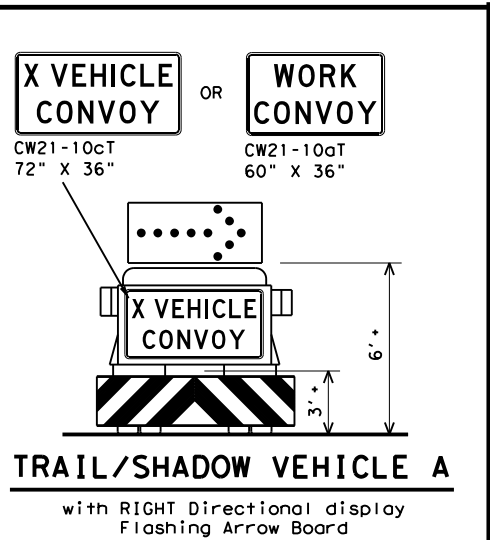 X VEHICLE
CONVOY
OR
WORK
CONVOY
CW21-10cT
72" X 36"
CW21-10aT
60" X 36"
X VEHICLE
CONVOY
6'+
3'+
TRAIL/SHADOW VEHICLE A
with RIGHT Directional display
Flashing Arrow Board